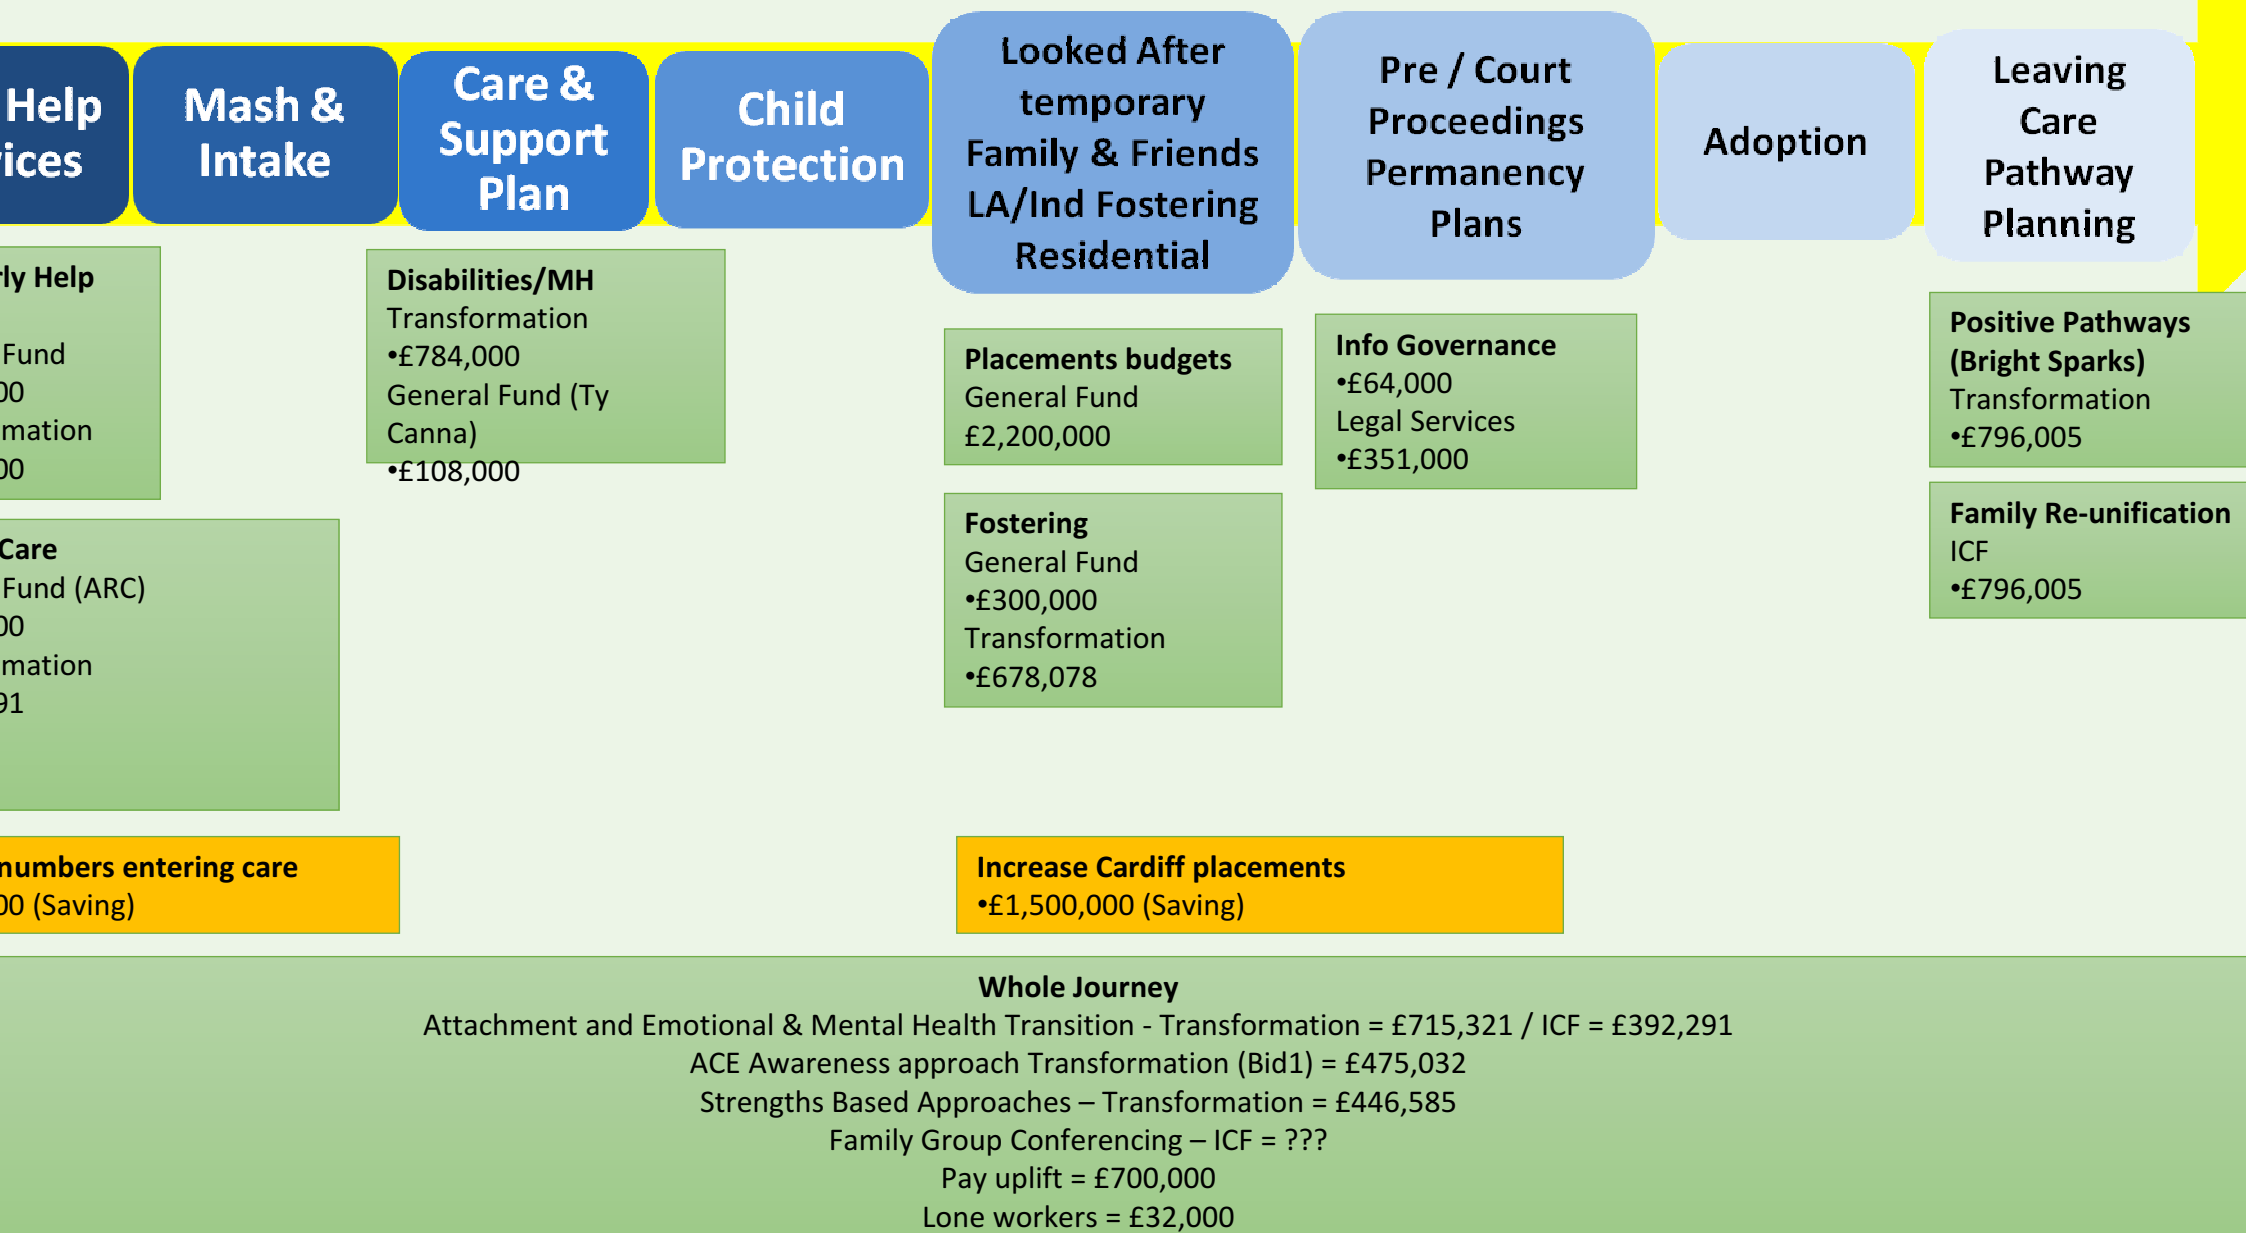 Help
ices
Mash &
Intake
Care &
Support
Plan
Child
Protection
Looked After
temporary
Family & Friends
LA/Ind Fostering
Residential
Pre / Court
Proceedings
Permanency
Plans
Adoption
Leaving
Care
Pathway
Planning
rly Help
Fund
00
mation
00
Care
Fund (ARC)
00
mation
91
Disabilities/MH
Transformation
•£784,000
General Fund (Ty
Canna)
•£108,000
Placements budgets
General Fund
£2,200,000
Fostering
General Fund
•£300,000
Transformation
•£678,078
Info Governance
•£64,000
Legal Services
•£351,000
Positive Pathways
(Bright Sparks)
Transformation
•£796,005
Family Re-unification
ICF
•£796,005
numbers entering care
00 (Saving)
Increase Cardiff placements
•£1,500,000 (Saving)
Whole Journey
Attachment and Emotional & Mental Health Transition - Transformation = £715,321 / ICF = £392,291
ACE Awareness approach Transformation (Bid1) = £475,032
Strengths Based Approaches – Transformation = £446,585
Family Group Conferencing – ICF = ???
Pay uplift = £700,000
Lone workers = £32,000